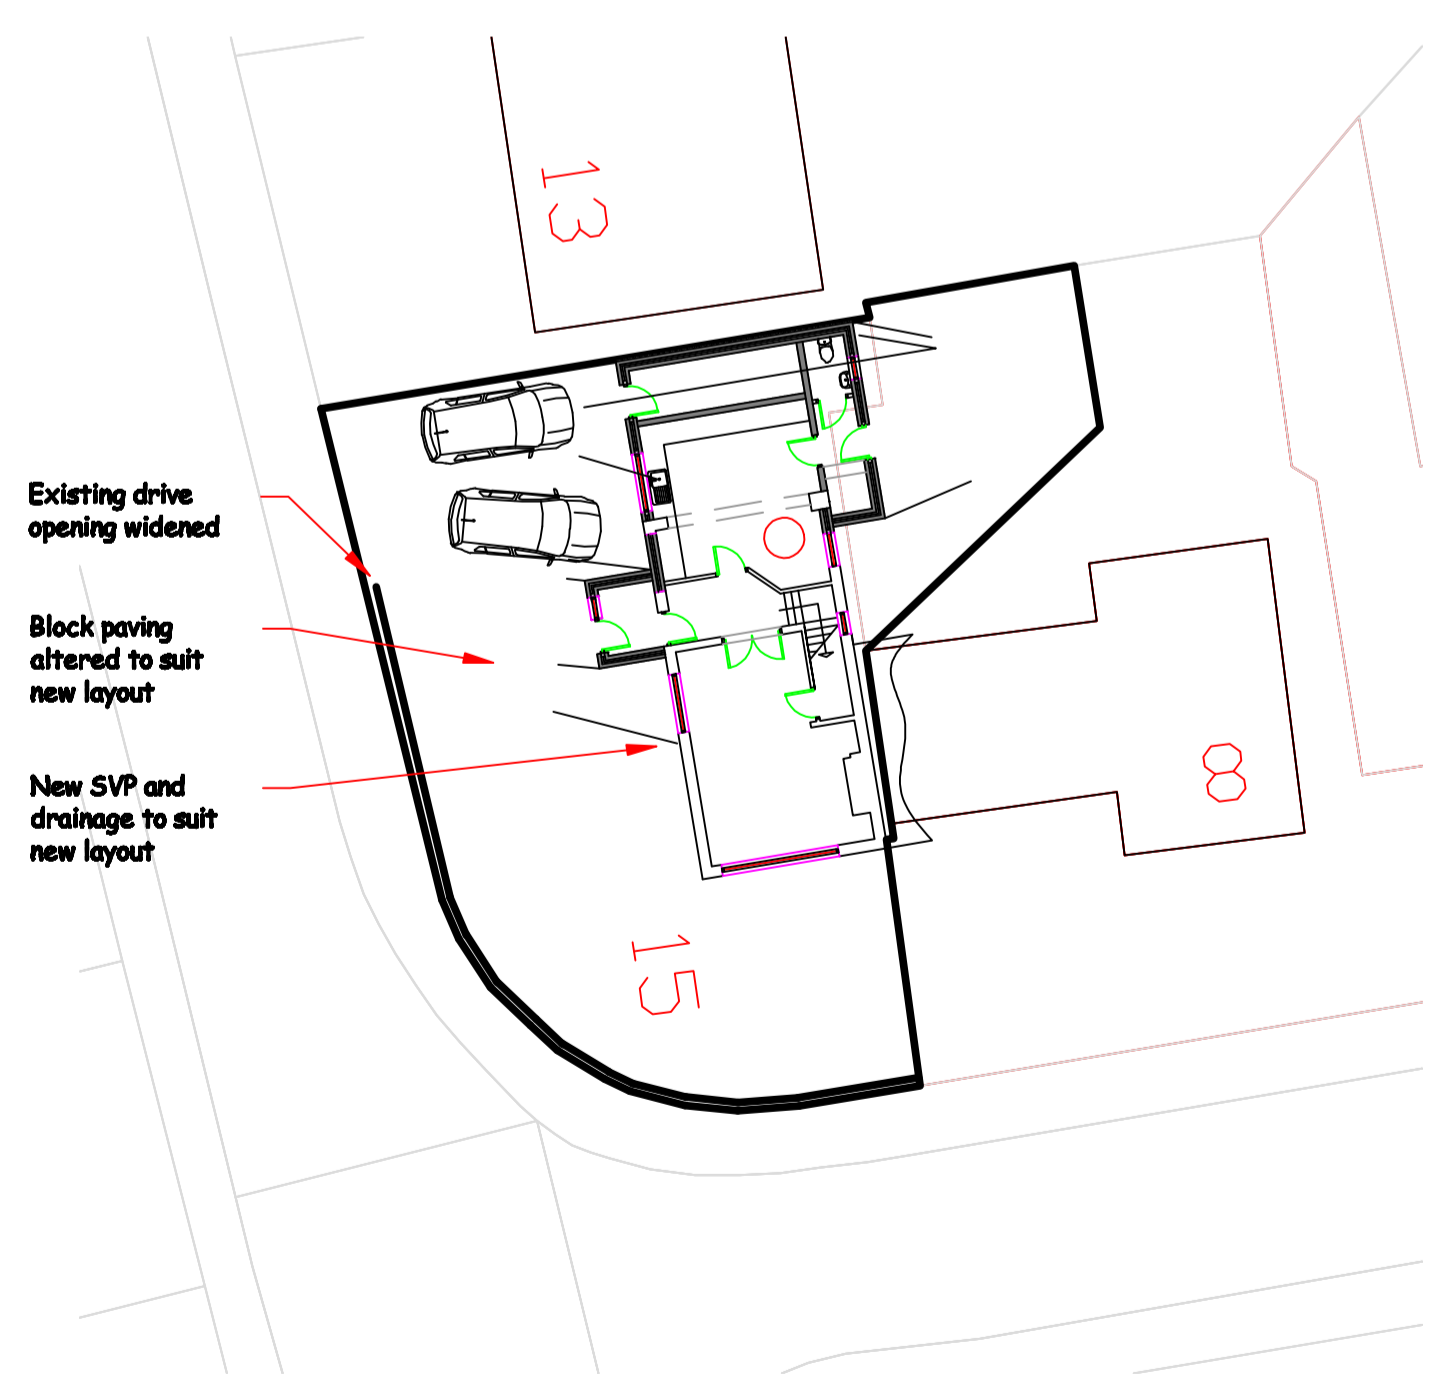 13
Existing drive
opening widened
Block paving
altered to suit
new layout
New SVP and
drainage to suit
new layout
8
15